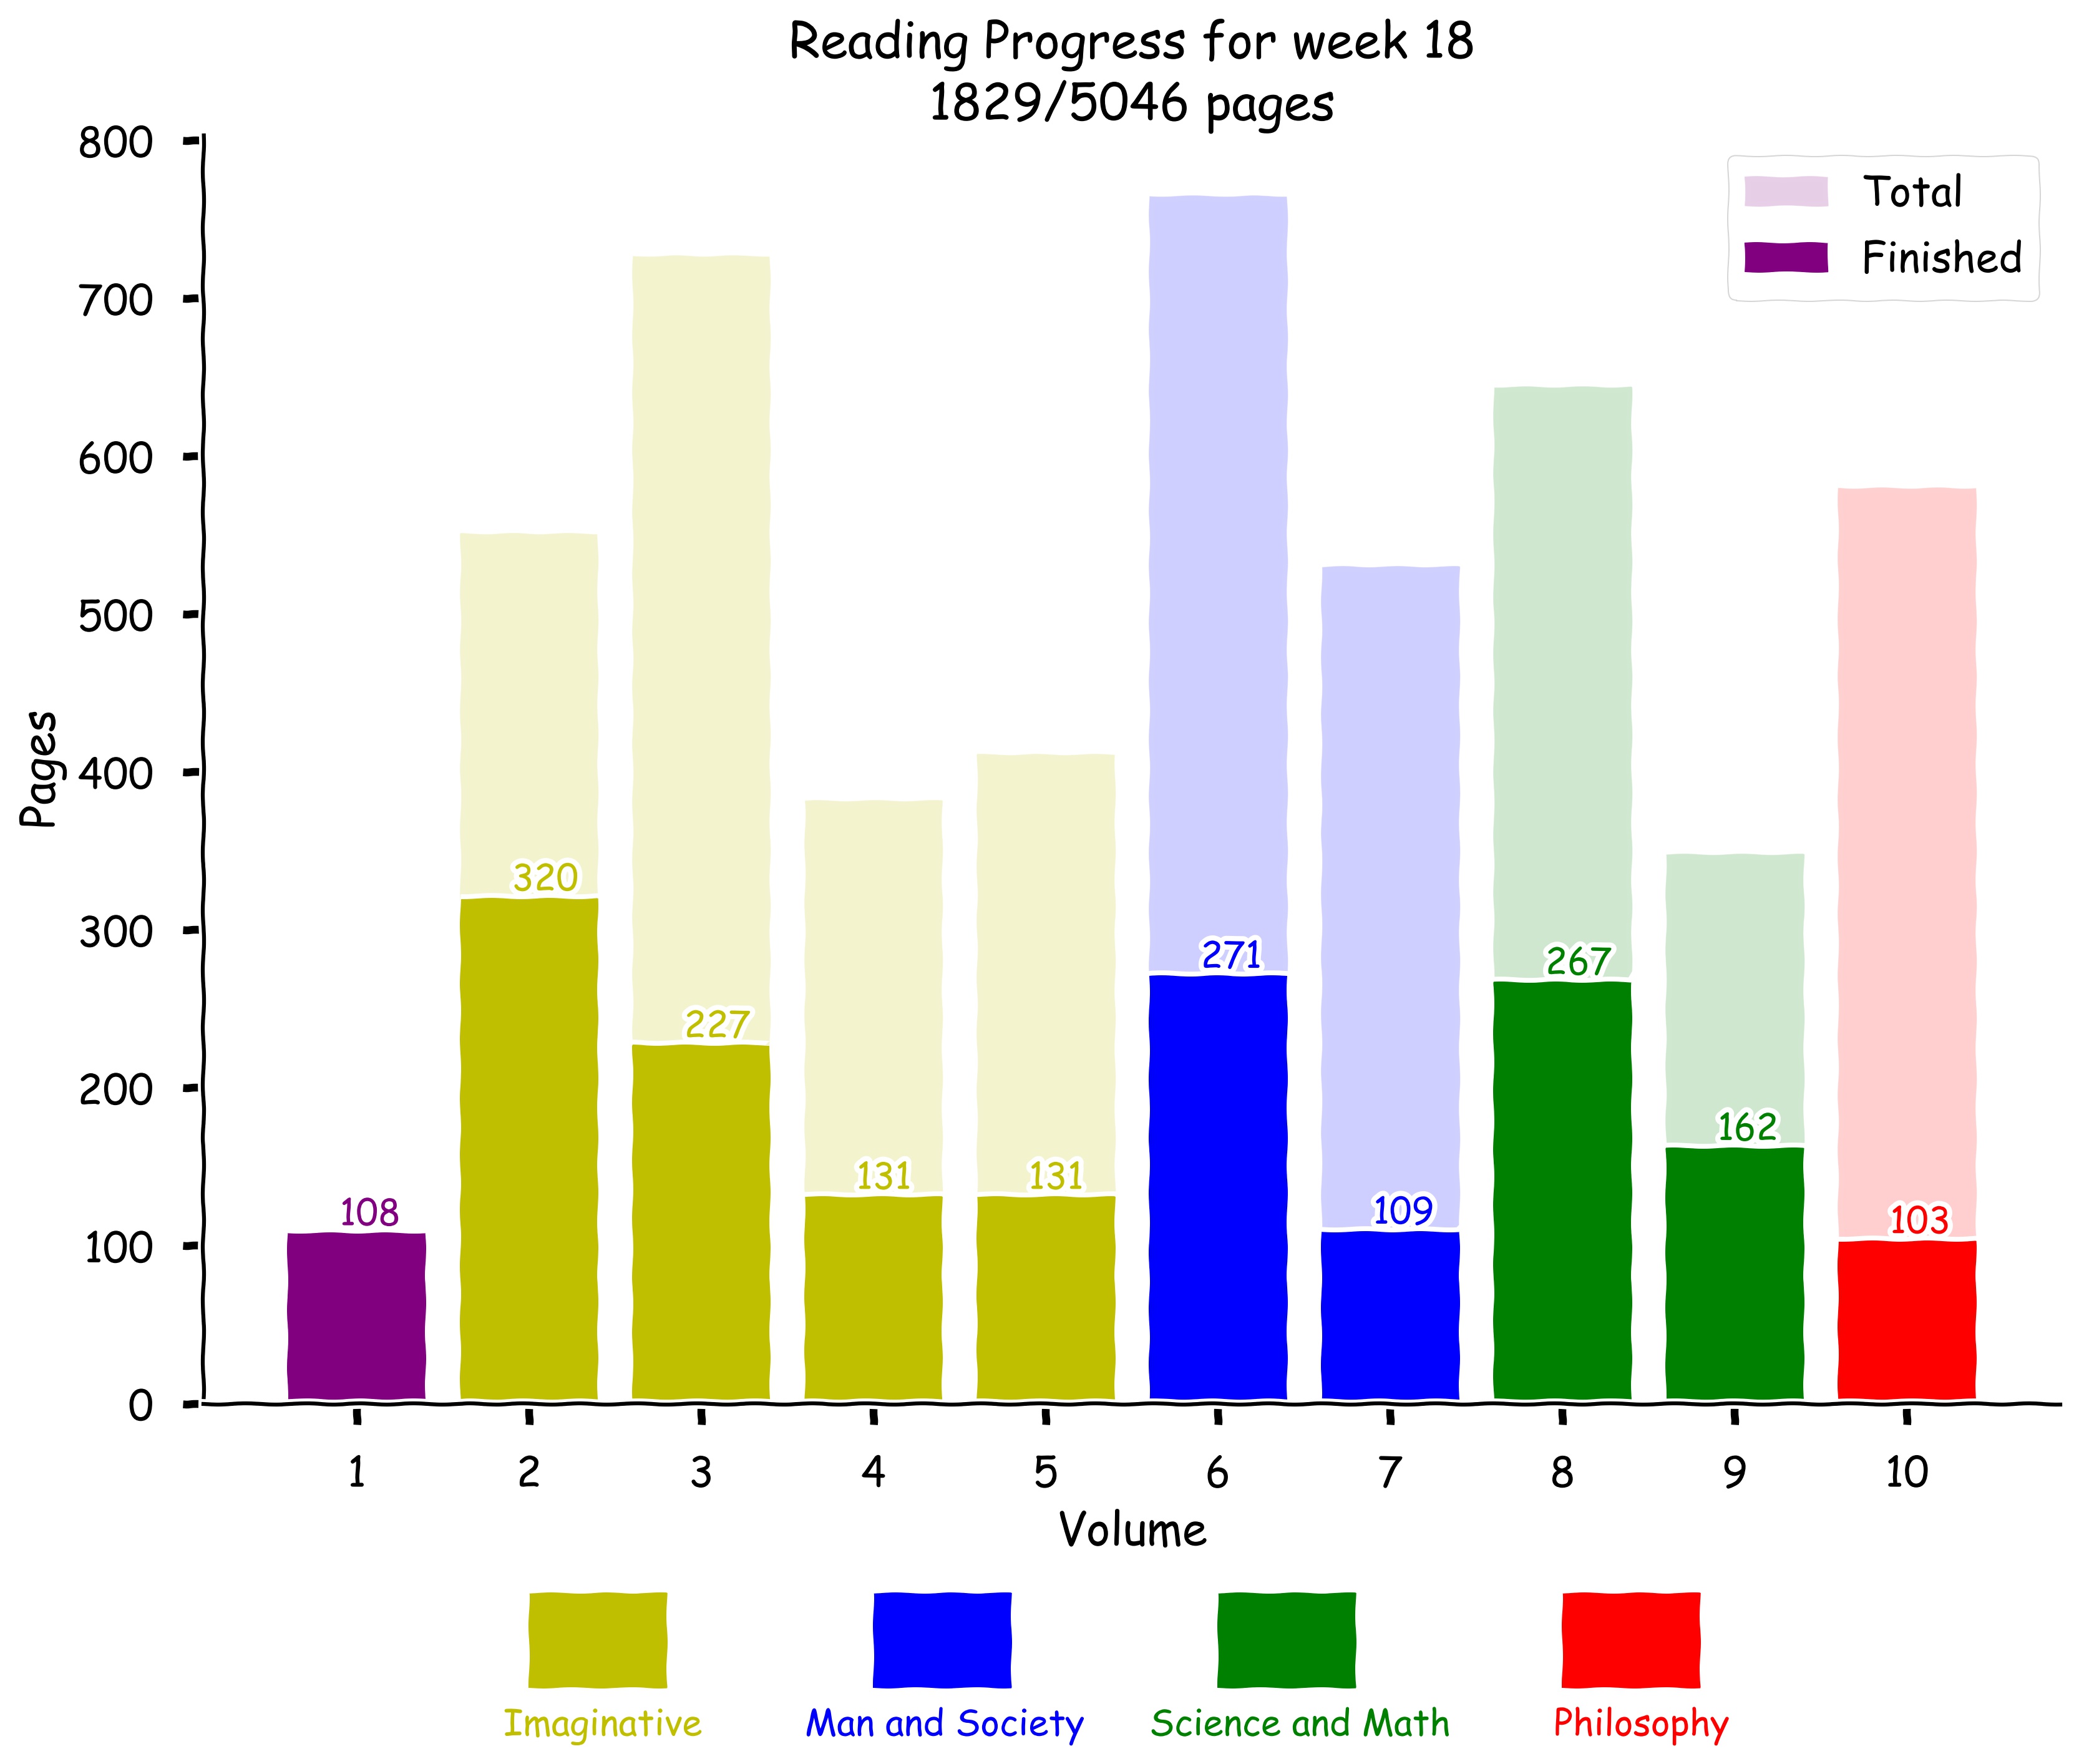 Reading Progress for week 18
1829/5046 pages
800
700
600
500
400
300
200
100
0
Pages
Total
Finished
108
320
227
131
131
271
109
267
162
103
1 2 3 4 5 6 7 8 9 10
Volume
Imaginative Man and Society Science and Math Philosophy